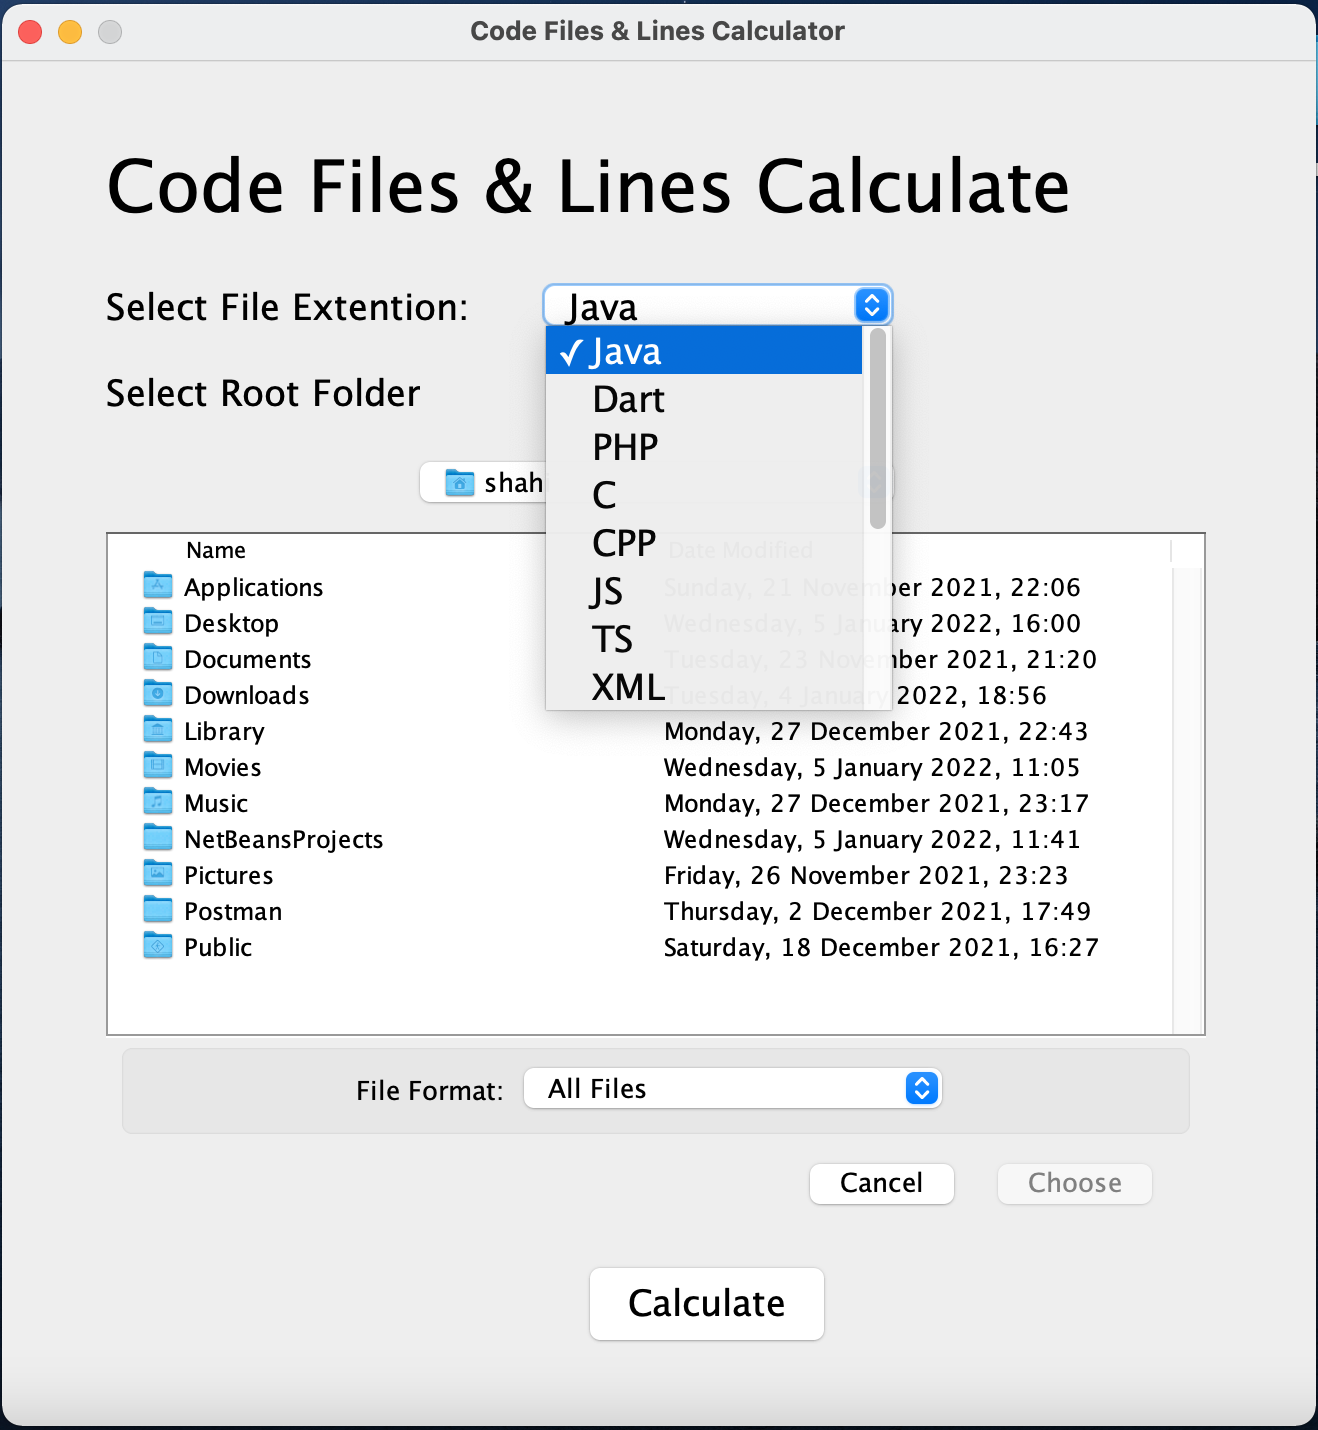 Code Files & Lines Calculator
Code Files & Lines Calculate
Select File Extention:
Java
Java
Dart
PHP
C
CPP
JS
TS
XML
Select Root Folder
Name Date Modified
Applications Sunday, 21 November 2021, 22:06
Desktop Wednesday, 5 January 2022, 16:00
Documents Tuesday, 23 November 2021, 21:20
Downloads Tuesday, 4 January 2022, 18:56
Library Monday, 27 December 2021, 22:43
Movies Wednesday, 5 January 2022, 11:05
Music Monday, 27 December 2021, 23:17
NetBeansProjects Wednesday, 5 January 2022, 11:41
Pictures Friday, 26 November 2021, 23:23
Postman Thursday, 2 December 2021, 17:49
Public Saturday, 18 December 2021, 16:27
File Format: All Files
Cancel Choose
Calculate